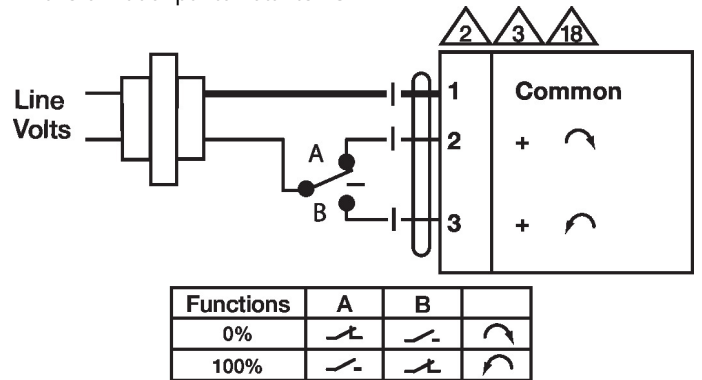 2 3 18
Line
Volts
1 Common
A
2 +
B
3 +
Functions A B
0%
100%